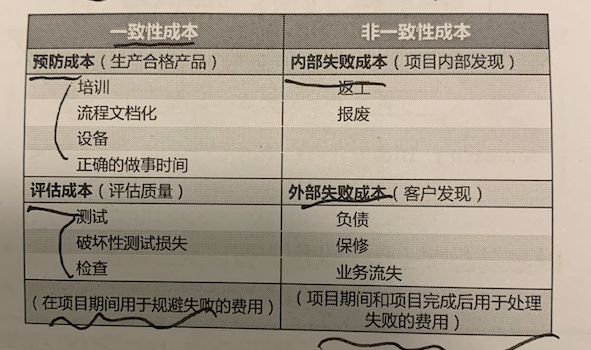 一致性成本 非一致性成本
预防成本（生产合格产品） 内部失败成本（项目内部发现）
培训 返工
流程文档化 报废
设备
正确的做事时间
评估成本（评估质量） 外部失败成本（客户发现）
测试 负债
破坏性测试损失 保修
检查 业务流失
（在项目期间用于规避失败的费用） （项目期间和项目完成后用于处理
失败的费用）